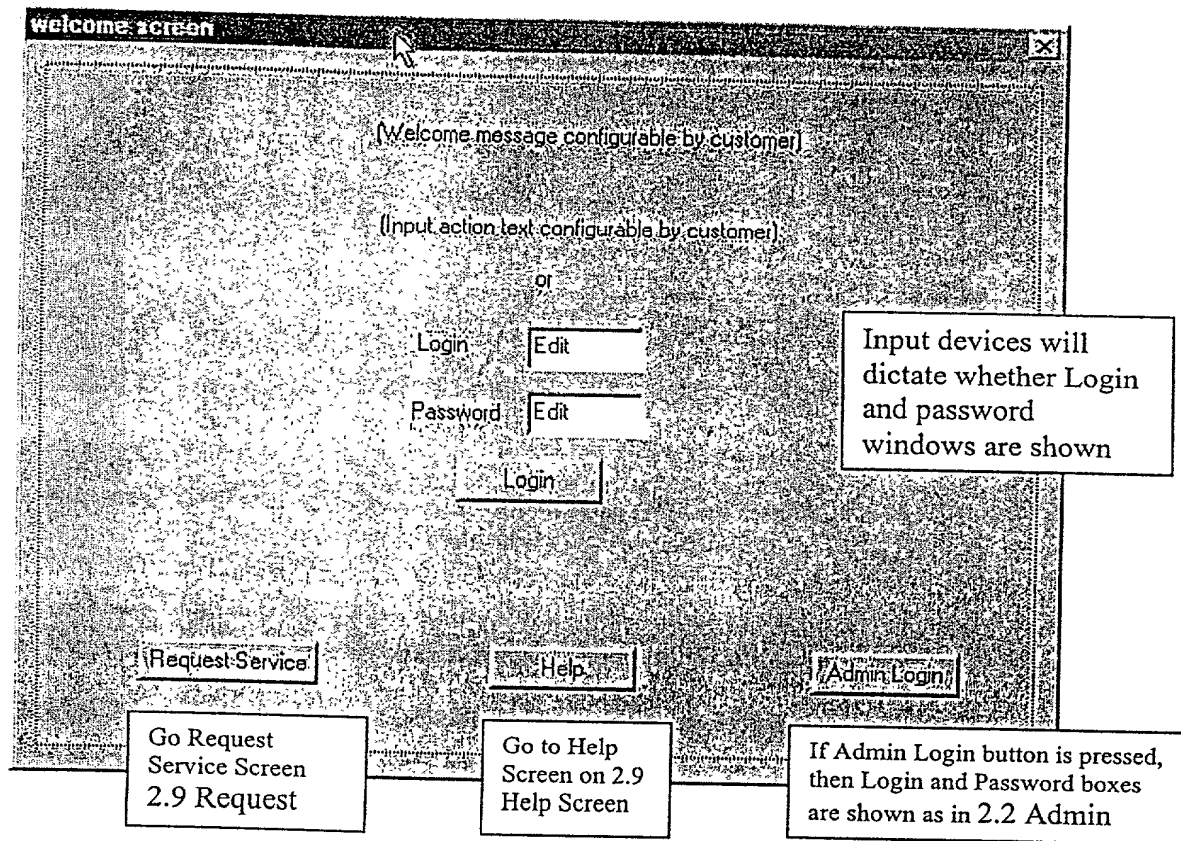 welcome screen
(Welcome message configurable by customer)
(Input action text configurable by customer)
or
Login
Edit
Password
Edit
Login
Input devices will
dictate whether Login
and password
windows are shown
Request Service
Help
Admin Login
Go Request
Service Screen
2.9 Request
Go to Help
Screen on 2.9
Help Screen
If Admin Login button is pressed,
then Login and Password boxes
are shown as in 2.2 Admin